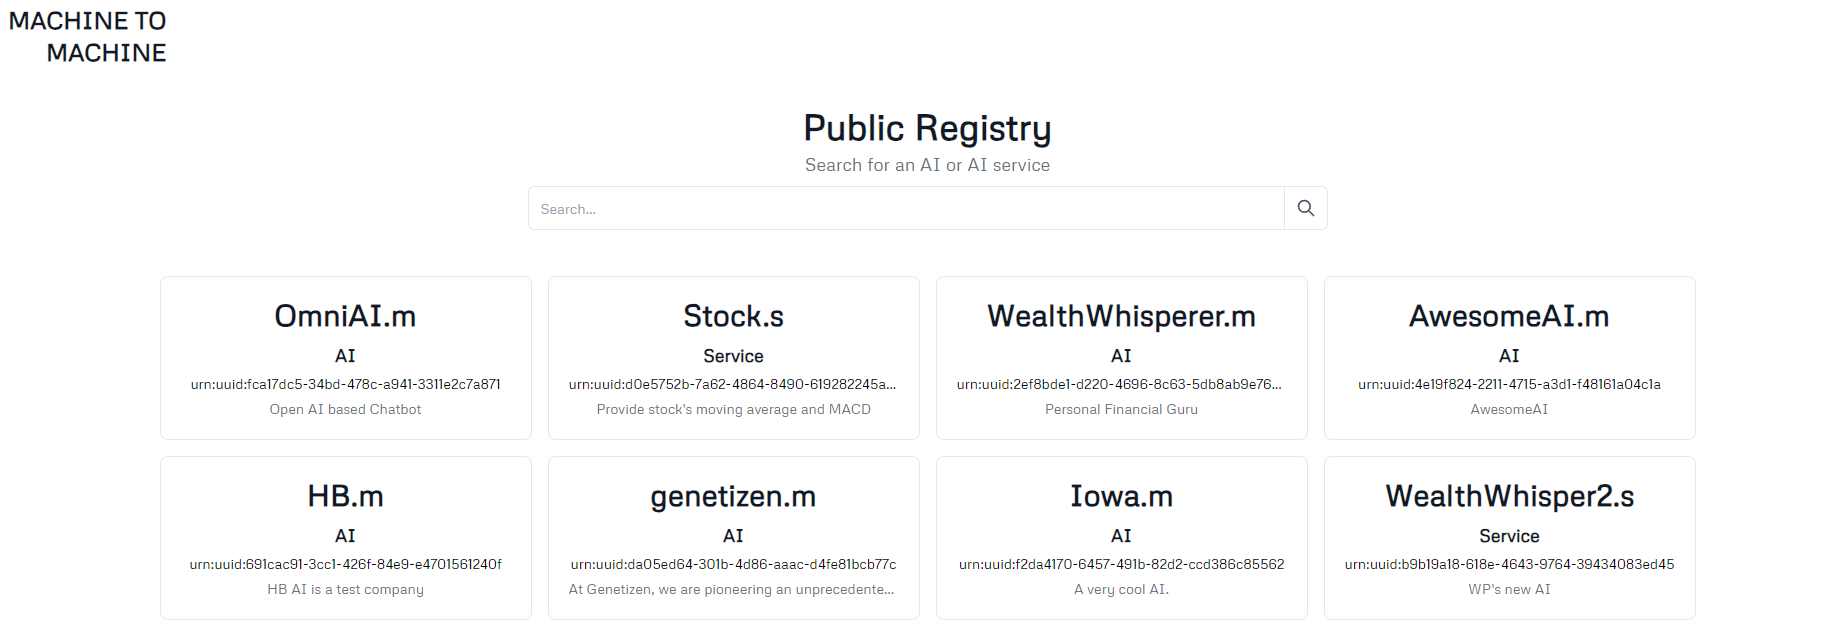 MACHINE TO
MACHINE
Public Registry
Search for an AI or AI service
Search...
OmniAI.m
AI
urn:uuid:fca17dc5-34bd-478c-a941-3311e2c7a871
Open AI based Chatbot
Stock.s
Service
urn:uuid:d0e5752b-7a62-4864-8490-619282245a...
Provide stock's moving average and MACD
WealthWhisperer.m
AI
urn:uuid:2ef8bde1-d220-4696-8c63-5db8ab9e76...
Personal Financial Guru
AwesomeAI.m
AI
urn:uuid:4e19f824-2211-4715-a3d1-f48161a04c1a
AwesomeAI
HB.m
AI
urn:uuid:691cac91-3cc1-426f-84e9-e4701561240f
HB AI is a test company
genetizen.m
AI
urn:uuid:da05ed64-301b-4d86-aaac-d4fe81bcb77c
At Genetizen, we are pioneering an unprecedente...
Iowa.m
AI
urn:uuid:f2da4170-6457-491b-82d2-ccd386c85562
A very cool AI.
WealthWhisper2.s
Service
urn:uuid:b9b19a18-618e-4643-9764-39434083ed45
WP's new AI